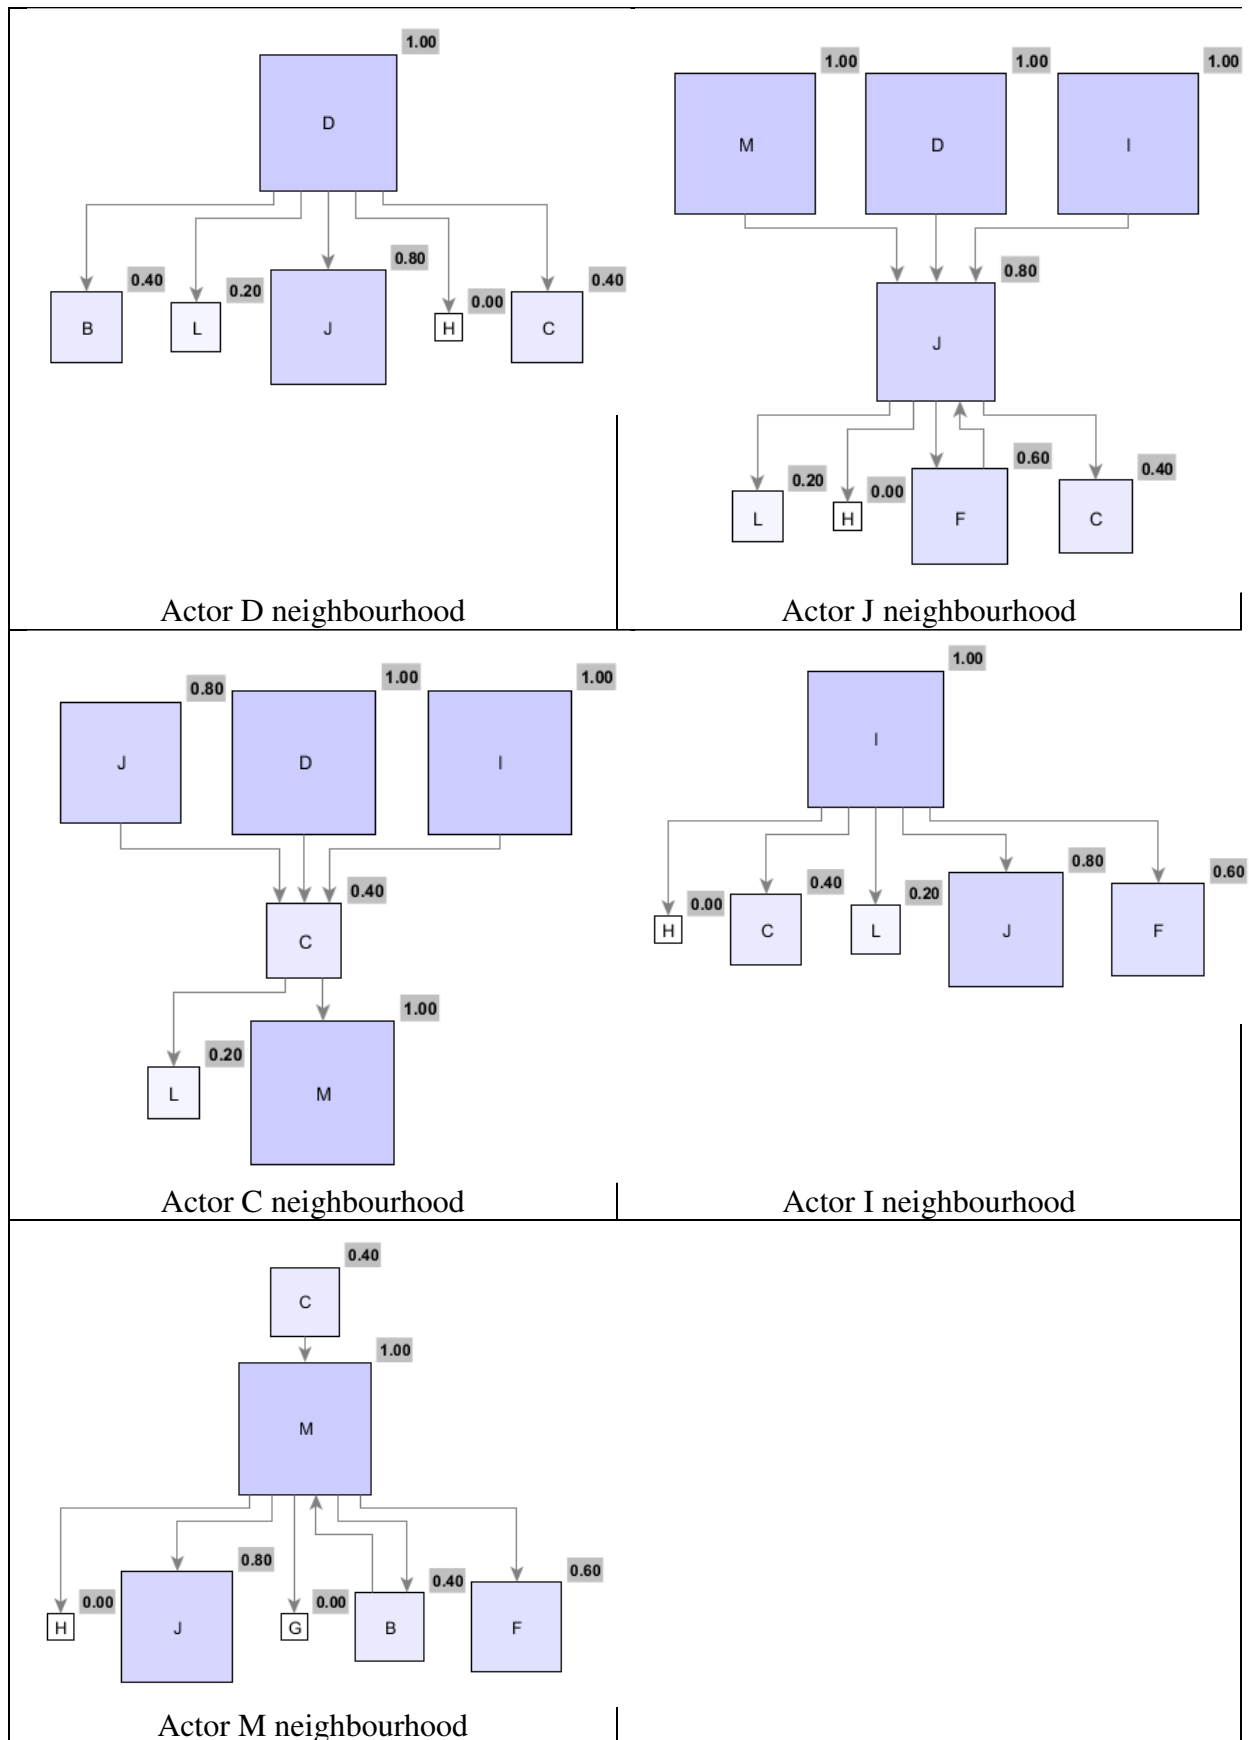 1.00
D
0.40
0.20
0.80
0.00
0.40
B
L
J
H
C
Actor D neighbourhood
1.00
1.00
1.00
M
D
I
0.80
J
0.20
0.00
0.60
0.40
L
H
F
C
Actor J neighbourhood
0.80
1.00
1.00
J
D
I
0.40
C
0.20
1.00
L
M
Actor C neighbourhood
1.00
I
0.00
0.40
0.20
0.80
0.60
H
C
L
J
F
Actor I neighbourhood
0.40
C
1.00
M
0.00
0.80
0.00
0.40
0.60
H
J
G
B
F
Actor M neighbourhood